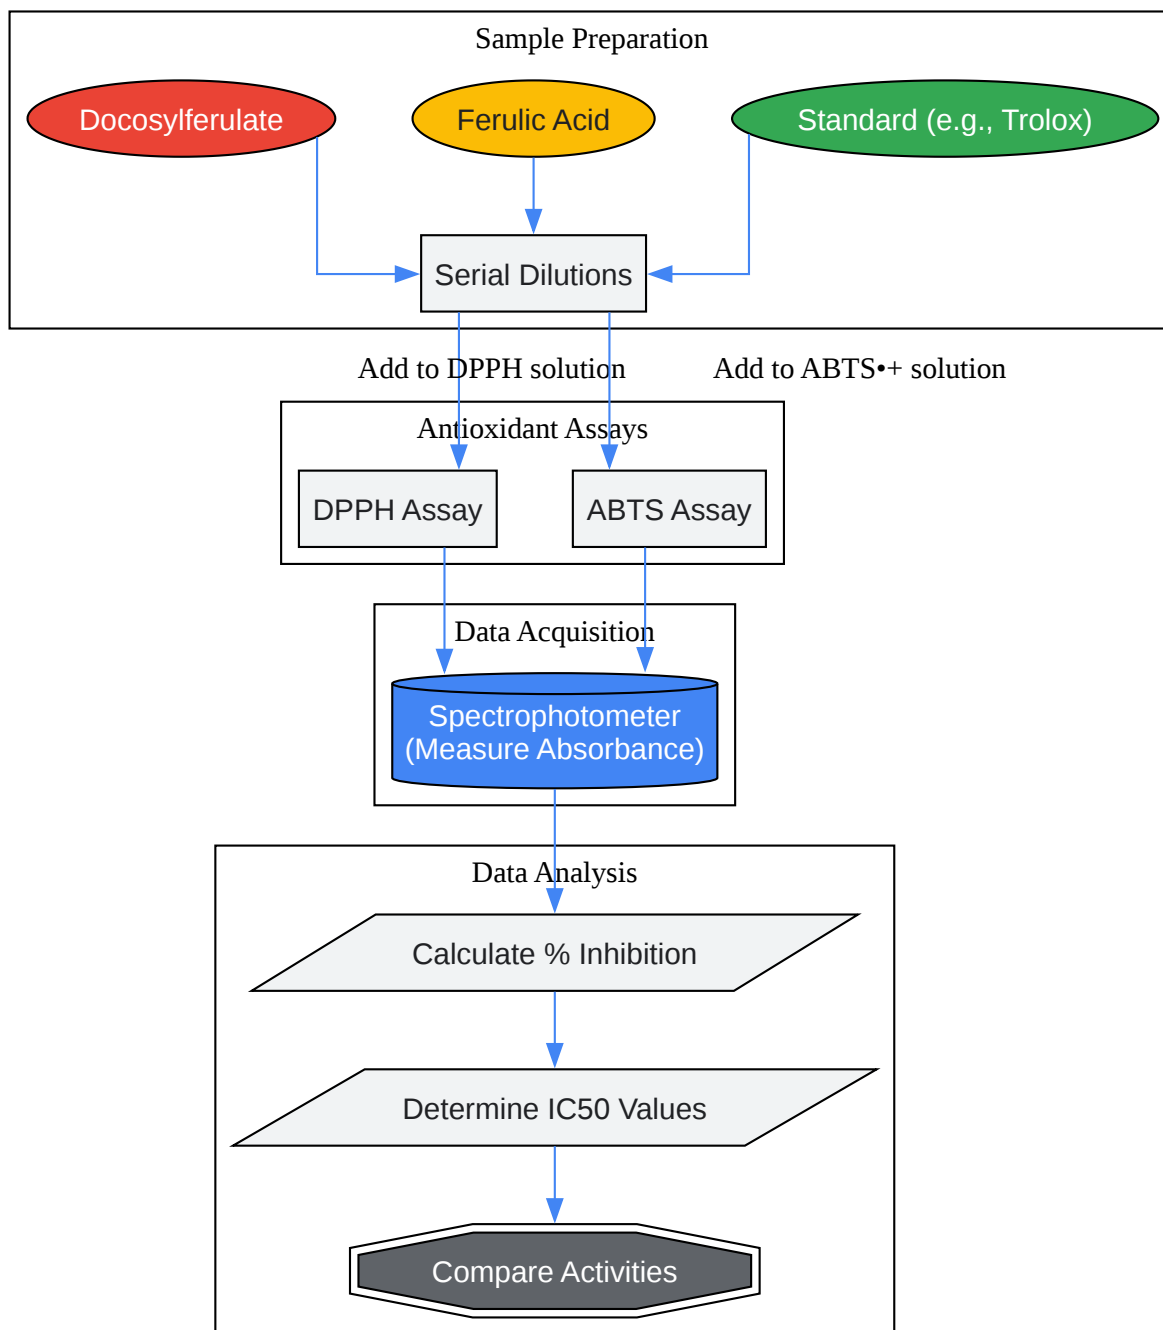 Sample Preparation
Docosylferulate
Ferulic Acid
Standard (e.g., Trolox)
Serial Dilutions
Add to DPPH solution
Add to ABTS•+ solution
Antioxidant Assays
DPPH Assay
ABTS Assay
Data Acquisition
Spectrophotometer
(Measure Absorbance)
Data Analysis
Calculate % Inhibition
Determine IC50 Values
Compare Activities